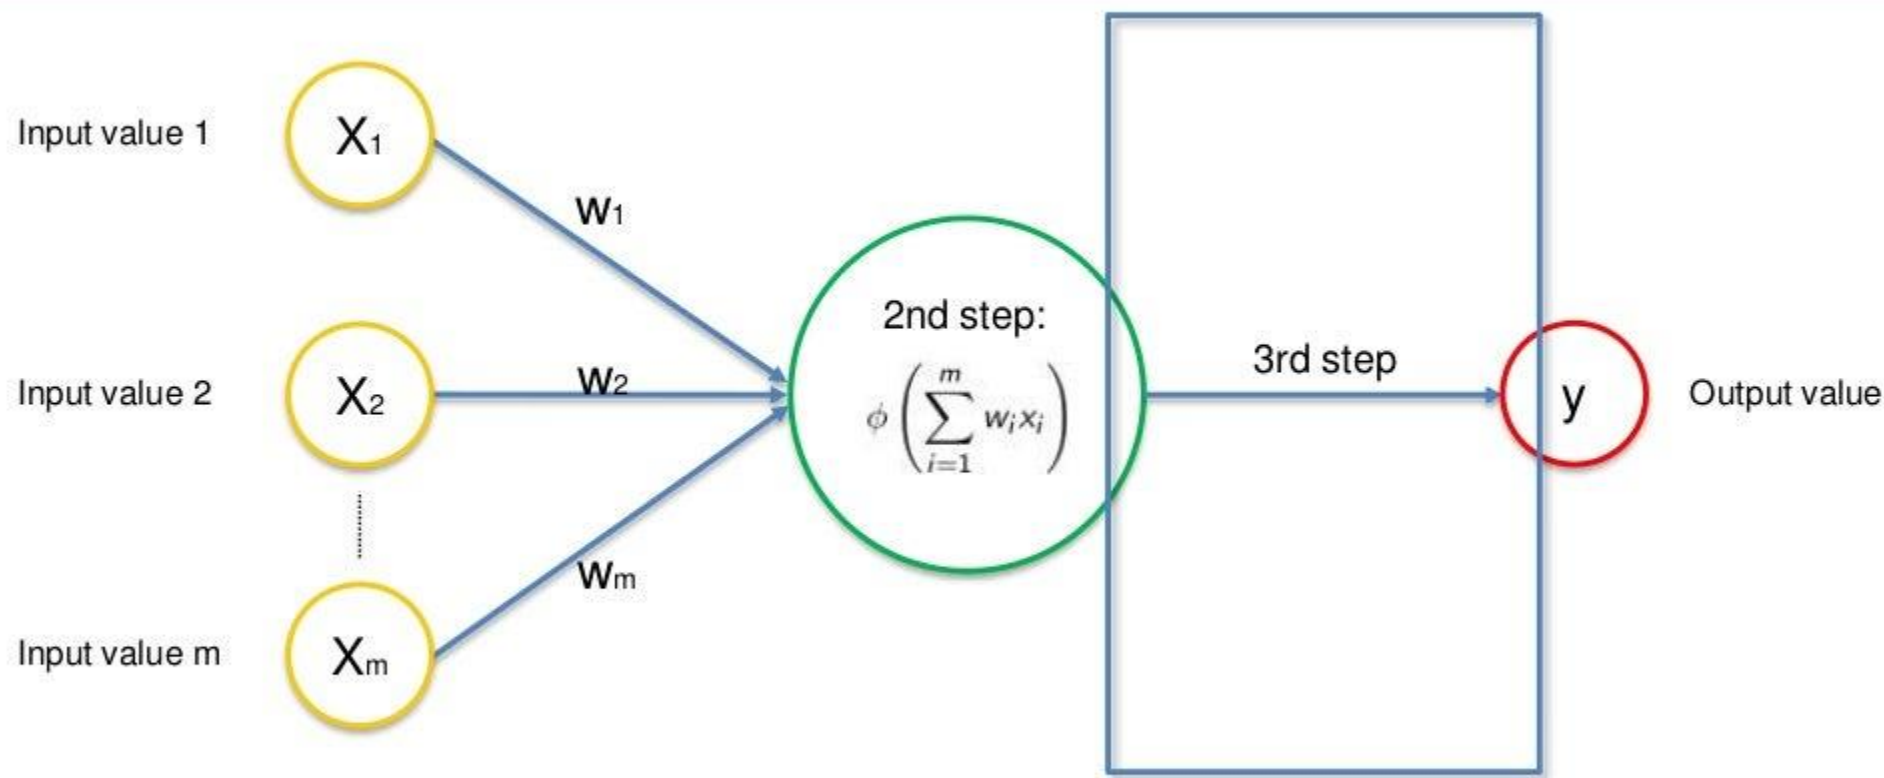 Input value 1
X₁
w₁
Input value 2
X₂
w₂
Input value m
Xₘ
wₘ
2nd step:
ϕ(∑ᵢ₌₁ᵐ wᵢxᵢ)
3rd step
y
Output value